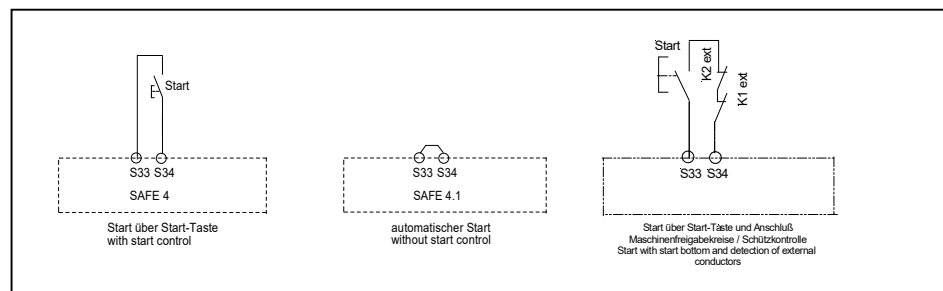 Start
S33 S34
SAFE 4
Start über Start-Taste
with start control
S33 S34
SAFE 4.1
automatischer Start
without start control
Start
K2 ext
K1 ext
S33 S34
Start über Start-Taste und Anschluß
Maschinenfreigabekreise / Schützkontrolle
Start with start bottom and detection of external
conductors